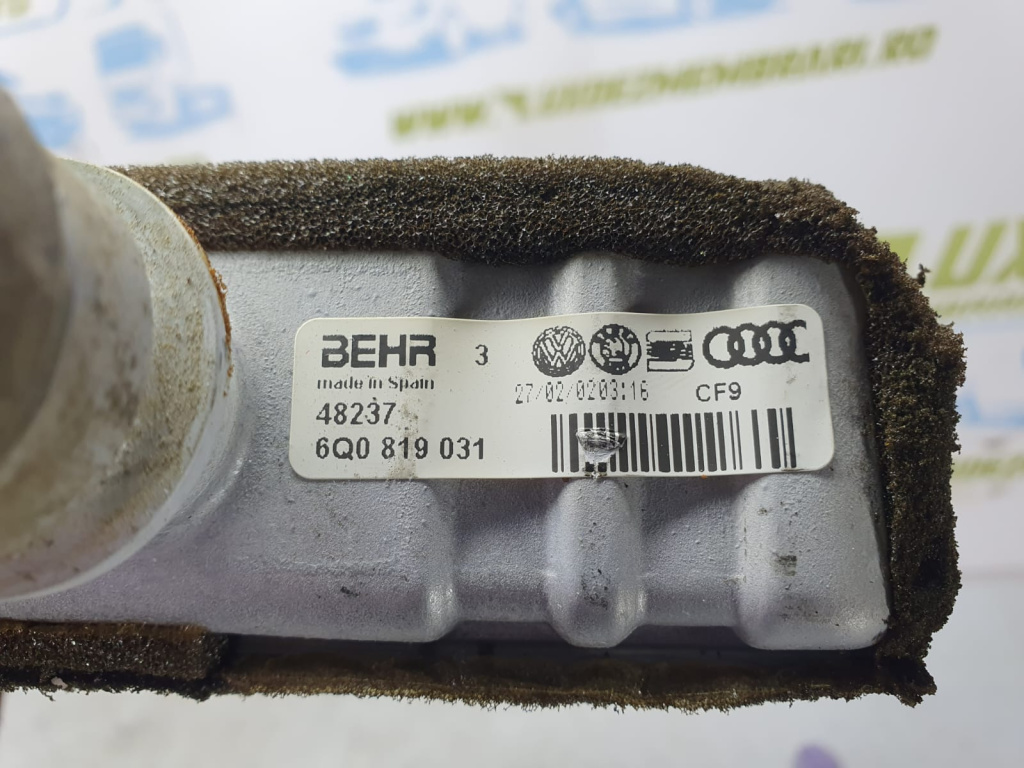 BEHR 3
made in Spain
27/02/0203:16 CF9
48237
6Q0 819 031